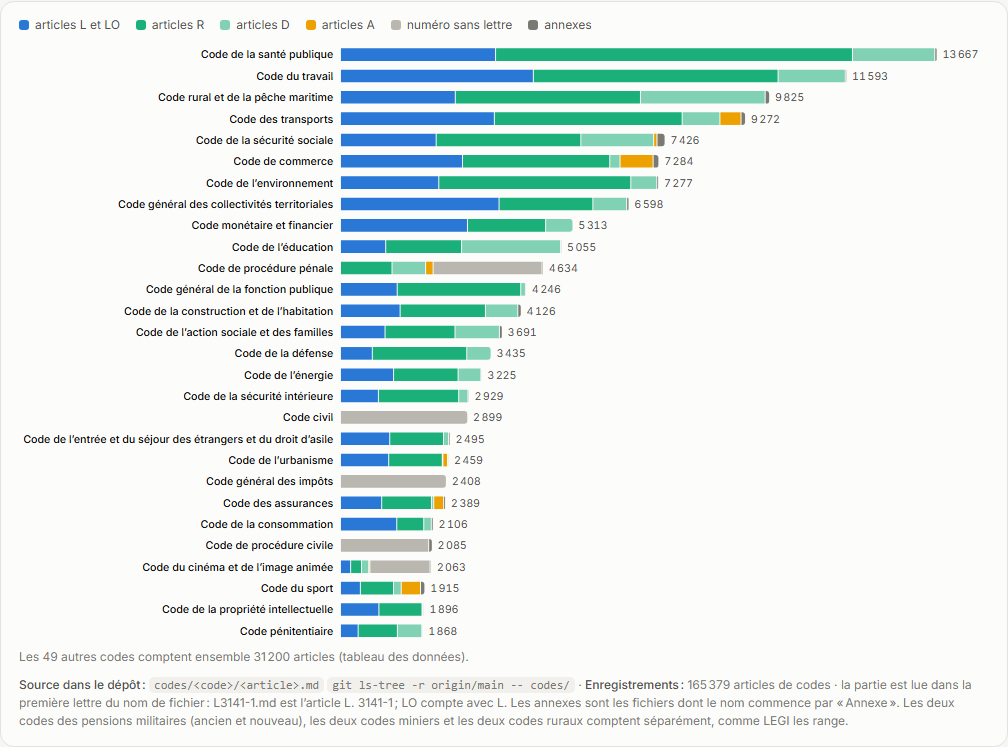 articles L et LO articles R articles D articles A numéro sans lettre annexes
Code de la santé publique 13 667
Code du travail 11 593
Code rural et de la pêche maritime 9 825
Code des transports 9 272
Code de la sécurité sociale 7 426
Code de commerce 7 284
Code de l’environnement 7 277
Code général des collectivités territoriales 6 598
Code monétaire et financier 5 313
Code de l’éducation 5 055
Code de procédure pénale 4 634
Code général de la fonction publique 4 246
Code de la construction et de l’habitation 4 126
Code de l’action sociale et des familles 3 691
Code de la défense 3 435
Code de l’énergie 3 225
Code de la sécurité intérieure 2 929
Code civil 2 899
Code de l’entrée et du séjour des étrangers et du droit d’asile 2 495
Code de l’urbanisme 2 459
Code général des impôts 2 408
Code des assurances 2 389
Code de la consommation 2 106
Code de procédure civile 2 085
Code du cinéma et de l’image animée 2 063
Code du sport 1 915
Code de la propriété intellectuelle 1 896
Code pénitentiaire 1 868
Les 49 autres codes comptent ensemble 31 200 articles (tableau des données).
Source dans le dépôt : codes/<code>/<article>.md git ls-tree -r origin/main -- codes/ · Enregistrements : 165 379 articles de codes · la partie est lue dans la
première lettre du nom de fichier : L3141-1.md est l’article L. 3141-1 ; LO compte avec L. Les annexes sont les fichiers dont le nom commence par « Annexe ». Les deux
codes des pensions militaires (ancien et nouveau), les deux codes miniers et les deux codes ruraux comptent séparément, comme LEGI les range.